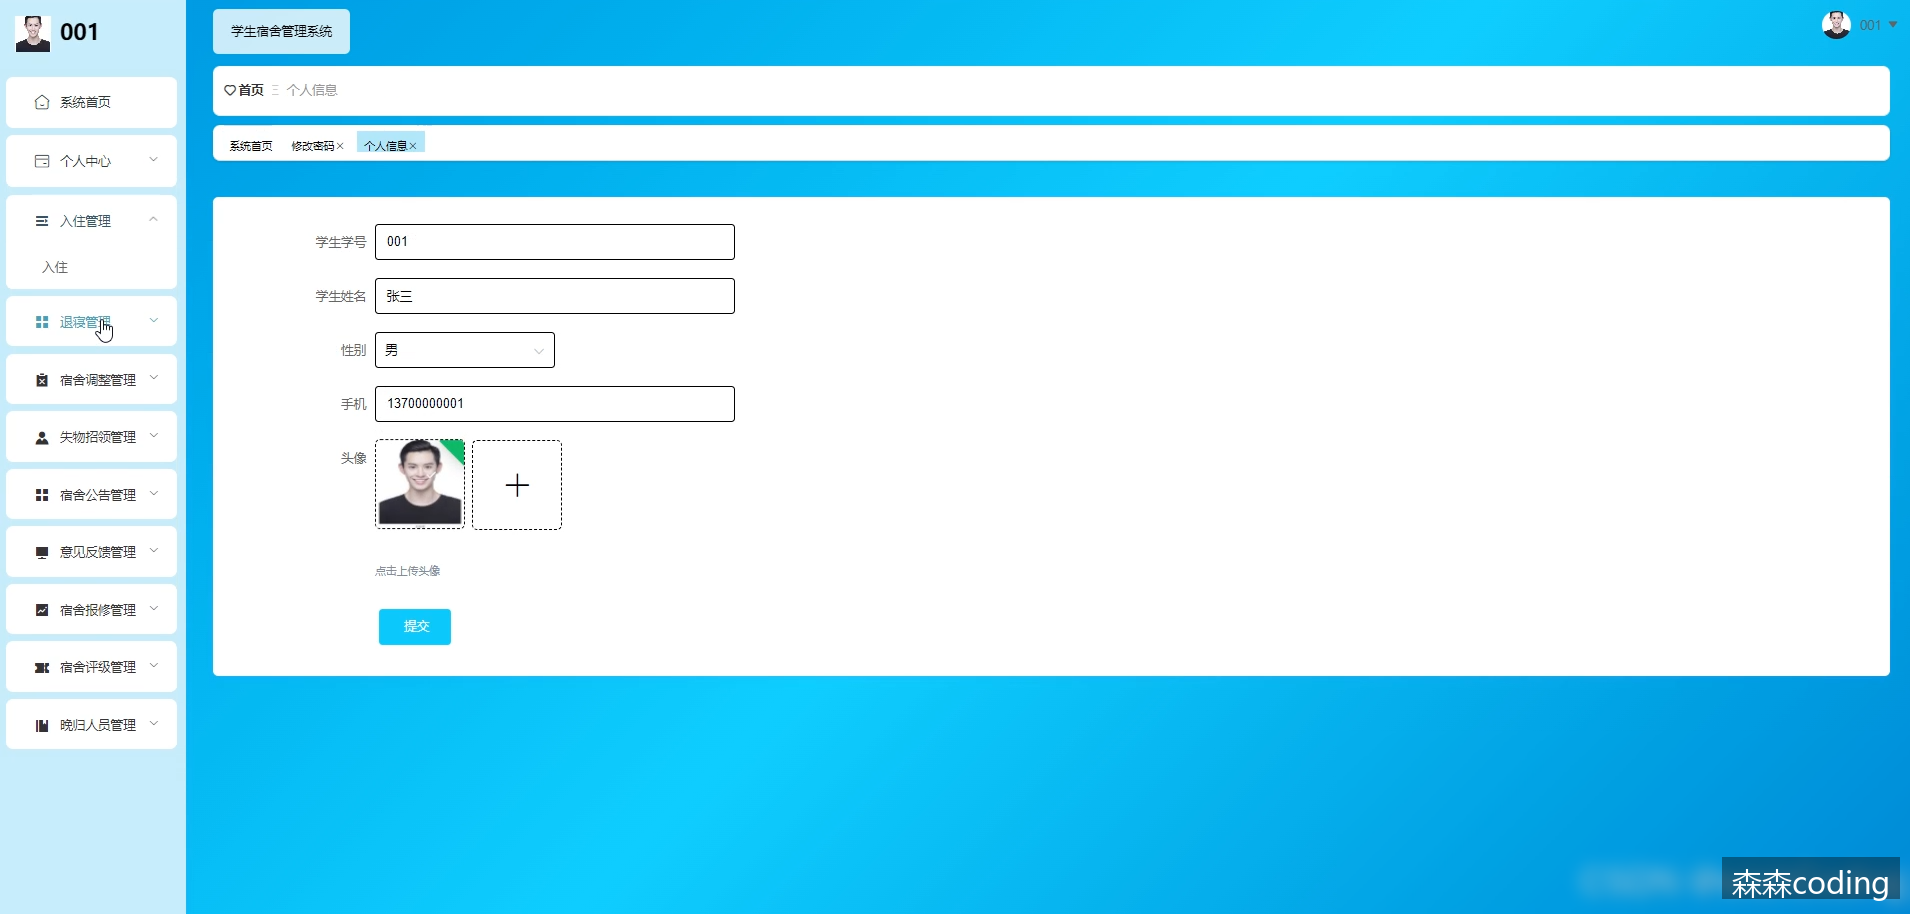 001
系统首页
个人中心
入住管理
入住
退寝管理
宿舍调整管理
失物招领管理
宿舍公告管理
意见反馈管理
宿舍报修管理
宿舍评级管理
晚归人员管理
学生宿舍管理系统
001
首页 个人信息
系统首页 修改密码× 个人信息×
学生学号 001
学生姓名 张三
性别 男
手机 13700000001
头像
点击上传头像
提交
森森coding